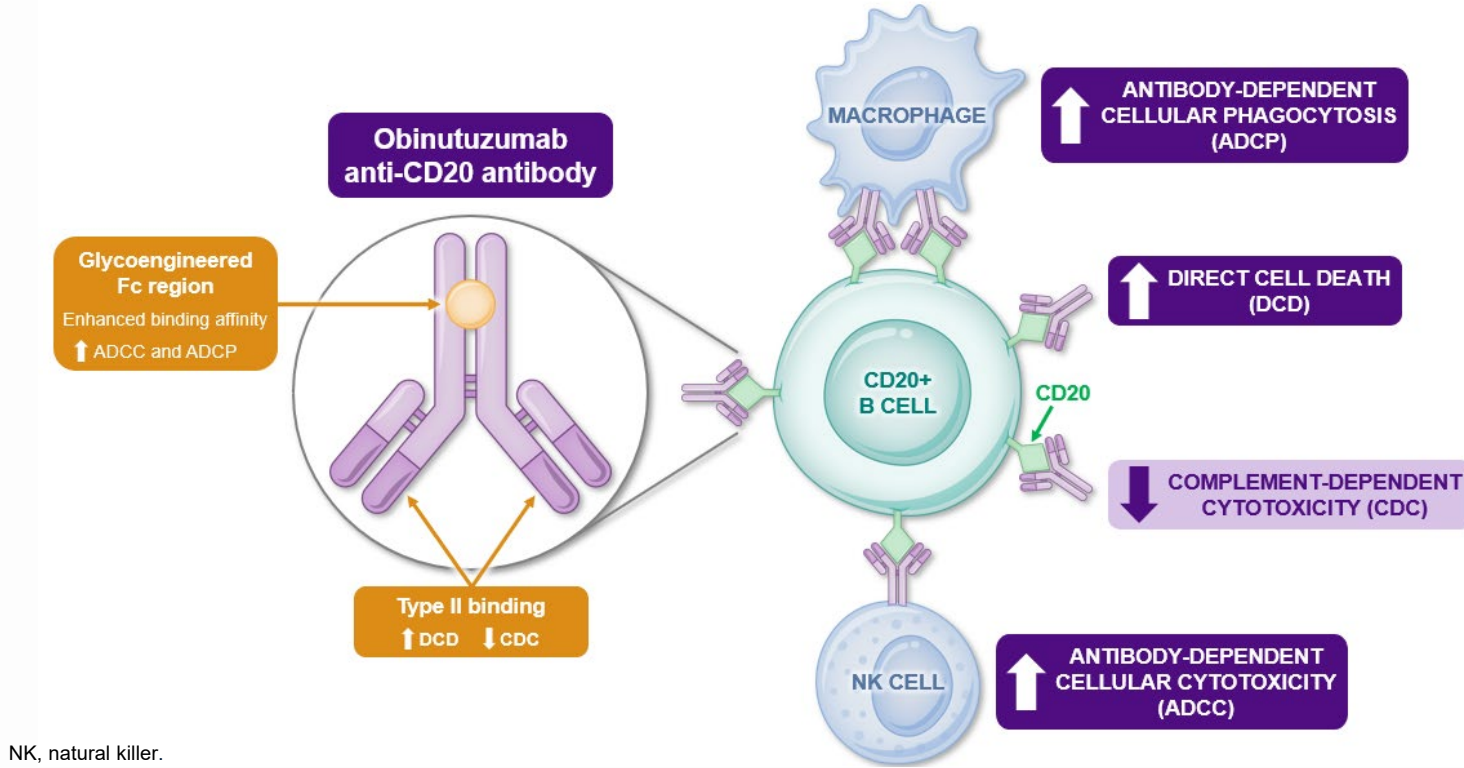 Obinutuzumab
anti-CD20 antibody
Glycoengineered
Fc region
Enhanced binding affinity
ADCC and ADCP
Type II binding
DCD CDC
MACROPHAGE
ANTIBODY-DEPENDENT
CELLULAR PHAGOCYTOSIS
(ADCP)
DIRECT CELL DEATH
(DCD)
CD20+
B CELL
CD20
COMPLEMENT-DEPENDENT
CYTOTOXICITY (CDC)
NK CELL
ANTIBODY-DEPENDENT
CELLULAR CYTOTOXICITY
(ADCC)
NK, natural killer.